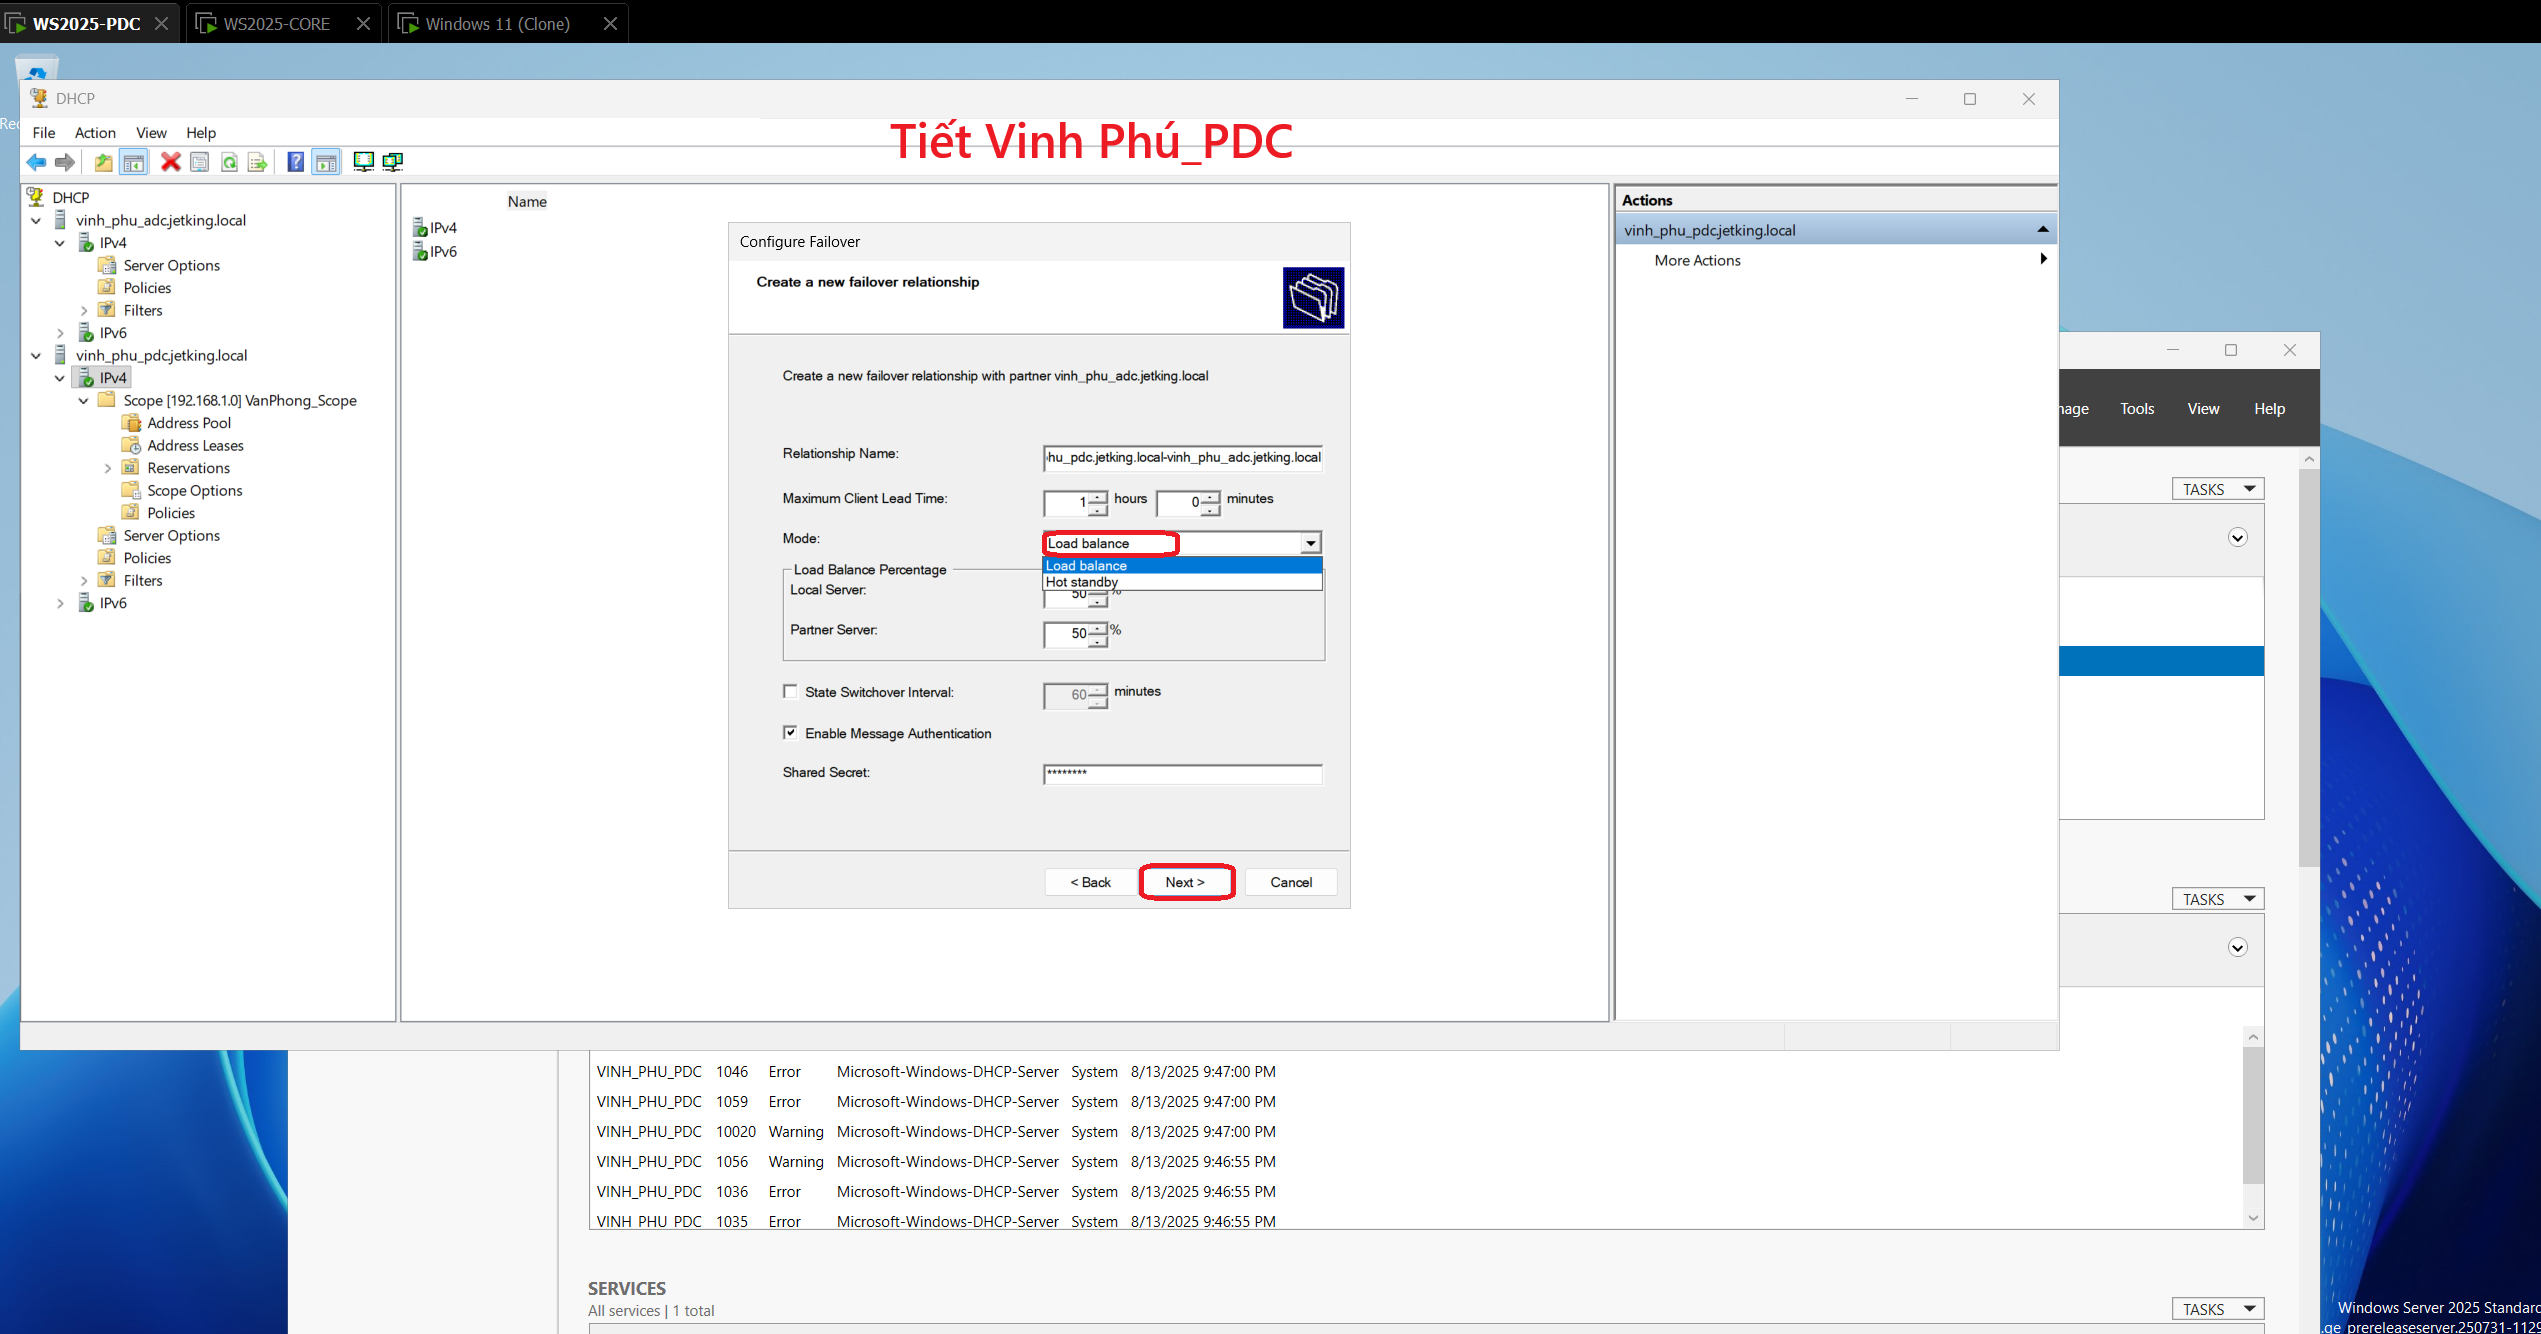 WS2025-PDC
WS2025-CORE
Windows 11 (Clone)
DHCP
File Action View Help
Tiết Vinh Phú_PDC
DHCP
vinh_phu_adc.jetking.local
IPv4
Server Options
Policies
Filters
IPv6
vinh_phu_pdc.jetking.local
IPv4
Scope [192.168.1.0] VanPhong_Scope
Address Pool
Address Leases
Reservations
Scope Options
Policies
Server Options
Policies
Filters
IPv6
Name
IPv4
IPv6
Configure Failover
Create a new failover relationship
Create a new failover relationship with partner vinh_phu_adc.jetking.local
Relationship Name: hu_pdc.jetking.local-vinh_phu_adc.jetking.local
Maximum Client Lead Time: 1 hours 0 minutes
Mode: Load balance
Load balance
Hot standby
Load Balance Percentage
Local Server: 50 %
Partner Server: 50 %
State Switchover Interval: 60 minutes
Enable Message Authentication
Shared Secret: ********
< Back Next > Cancel
Actions
vinh_phu_pdc.jetking.local
More Actions
nage Tools View Help
TASKS
TASKS
VINH_PHU_PDC 1046 Error Microsoft-Windows-DHCP-Server System 8/13/2025 9:47:00 PM
VINH_PHU_PDC 1059 Error Microsoft-Windows-DHCP-Server System 8/13/2025 9:47:00 PM
VINH_PHU_PDC 10020 Warning Microsoft-Windows-DHCP-Server System 8/13/2025 9:47:00 PM
VINH_PHU_PDC 1056 Warning Microsoft-Windows-DHCP-Server System 8/13/2025 9:46:55 PM
VINH_PHU_PDC 1036 Error Microsoft-Windows-DHCP-Server System 8/13/2025 9:46:55 PM
VINH_PHU_PDC 1035 Error Microsoft-Windows-DHCP-Server System 8/13/2025 9:46:55 PM
SERVICES
All services | 1 total
TASKS
Windows Server 2025 Standard
.ge_prereleaseserver.250731-1129